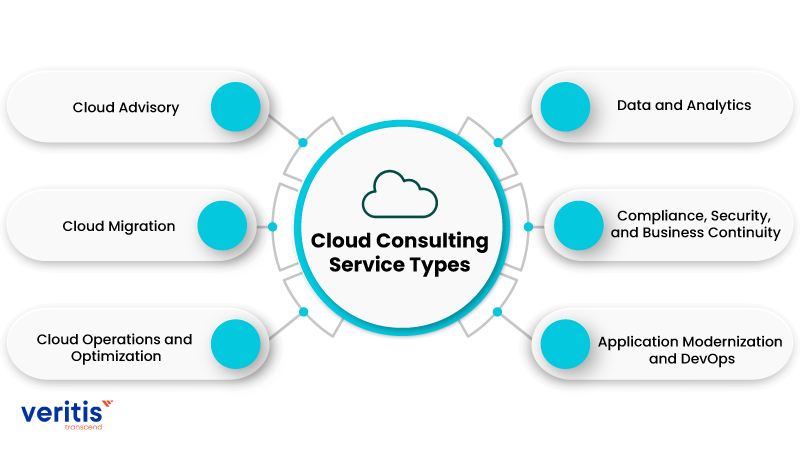 Cloud Advisory
Cloud Migration
Cloud Operations and
Optimization
Cloud Consulting
Service Types
Data and Analytics
Compliance, Security,
and Business Continuity
Application Modernization
and DevOps
veritis
transcend